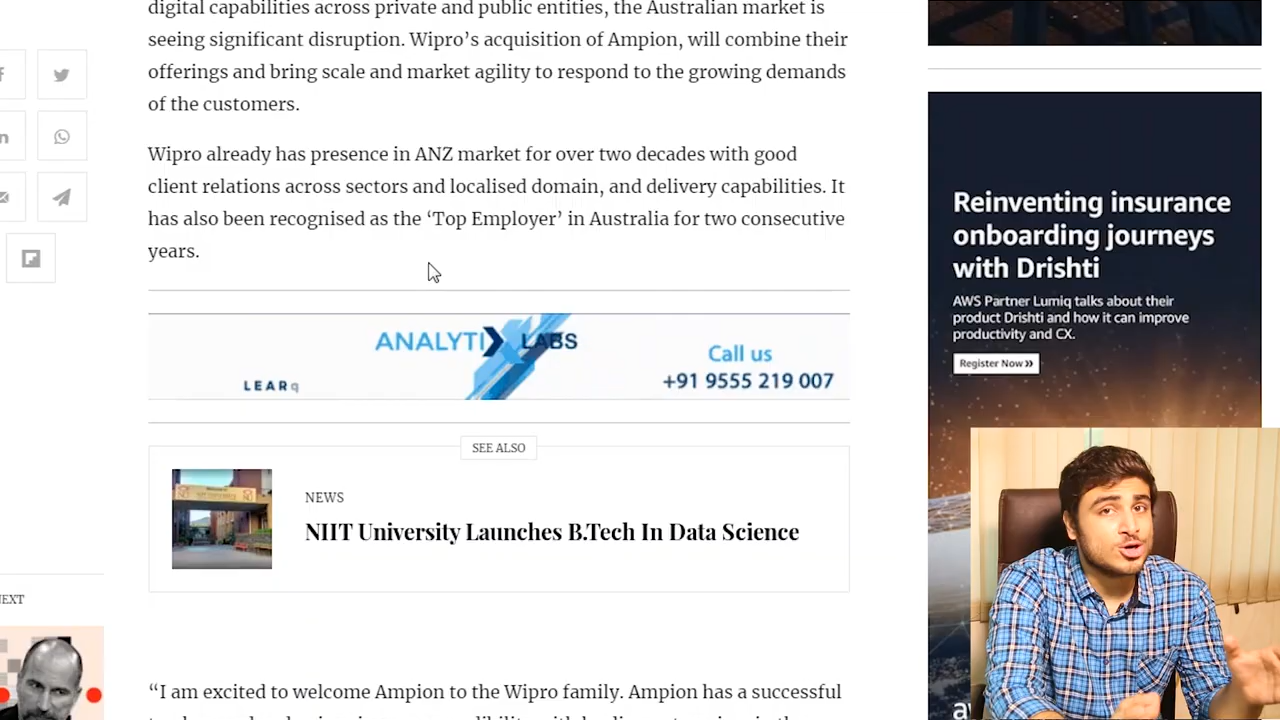 digital capabilities across private and public entities, the Australian market is
seeing significant disruption. Wipro’s acquisition of Ampion, will combine their
offerings and bring scale and market agility to respond to the growing demands
of the customers.
Wipro already has presence in ANZ market for over two decades with good
client relations across sectors and localised domain, and delivery capabilities. It
has also been recognised as the ‘Top Employer’ in Australia for two consecutive
years.
ANALYTIX LABS
LEARq
Call us
+91 9555 219 007
SEE ALSO
NEWS
NIIT University Launches B.Tech In Data Science
“I am excited to welcome Ampion to the Wipro family. Ampion has a successful
Reinventing insurance
onboarding journeys
with Drishti
AWS Partner Lumiq talks about their
product Drishti and how it can improve
productivity and CX.
Register Now »